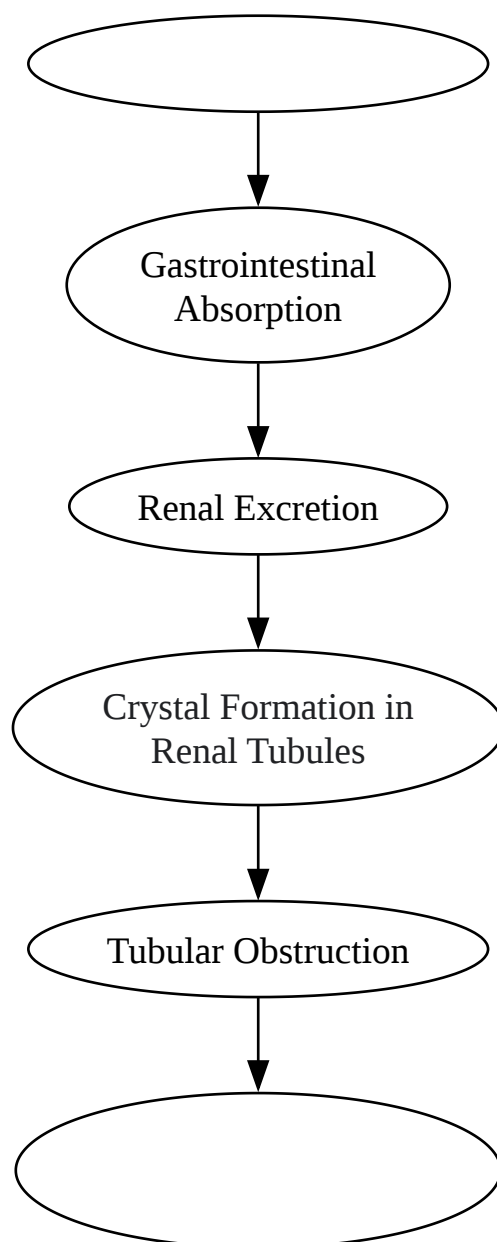 Gastrointestinal
Absorption
Renal Excretion
Crystal Formation in
Renal Tubules
Tubular Obstruction